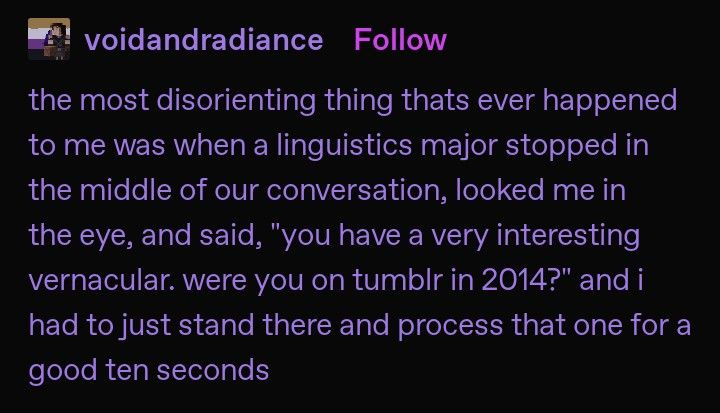 voidandradiance Follow
the most disorienting thing thats ever happened
to me was when a linguistics major stopped in
the middle of our conversation, looked me in
the eye, and said, "you have a very interesting
vernacular. were you on tumblr in 2014?" and i
had to just stand there and process that one for a
good ten seconds